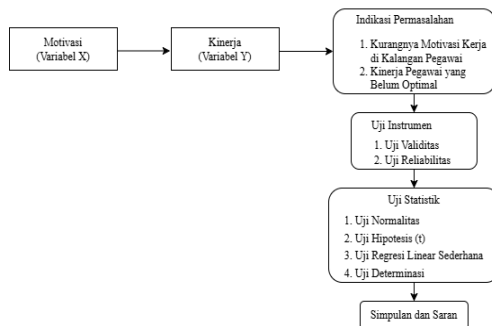 Motivasi
(Variabel X)
Kinerja
(Variabel Y)
Indikasi Permasalahan
1. Kurangnya Motivasi Kerja
di Kalangan Pegawai
2. Kinerja Pegawai yang
Belum Optimal
Uji Instrumen
1. Uji Validitas
2. Uji Reliabilitas
Uji Statistik
1. Uji Normalitas
2. Uji Hipotesis (t)
3. Uji Regresi Linear Sederhana
4. Uji Determinasi
Simpulan dan Saran